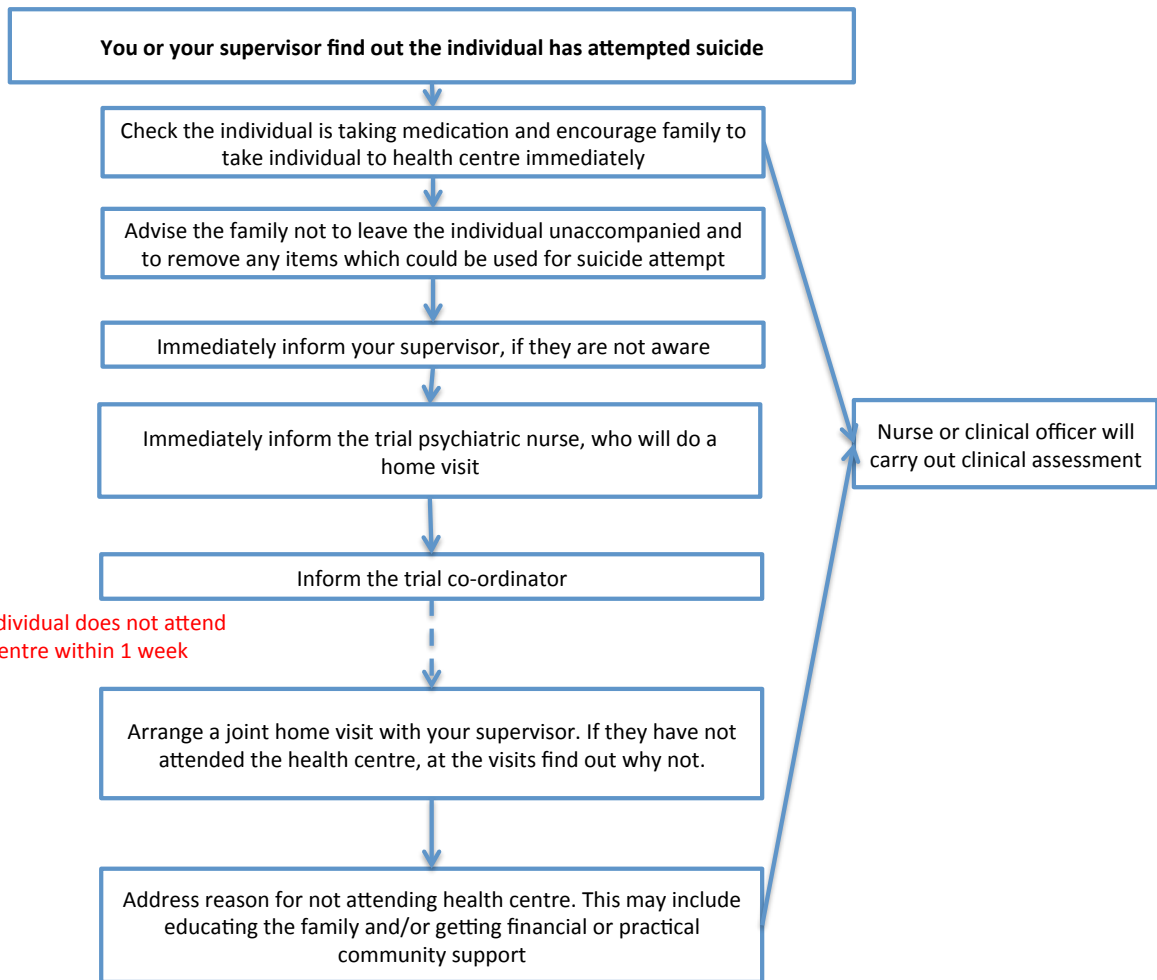 You or your supervisor find out the individual has attempted suicide
Check the individual is taking medication and encourage family to
take individual to health centre immediately
Advise the family not to leave the individual unaccompanied and
to remove any items which could be used for suicide attempt
Immediately inform your supervisor, if they are not aware
Immediately inform the trial psychiatric nurse, who will do a
home visit
Nurse or clinical officer will
carry out clinical assessment
Inform the trial co-ordinator
dividual does not attend
entre within 1 week
Arrange a joint home visit with your supervisor. If they have not
attended the health centre, at the visits find out why not.
Address reason for not attending health centre. This may include
educating the family and/or getting financial or practical
community support